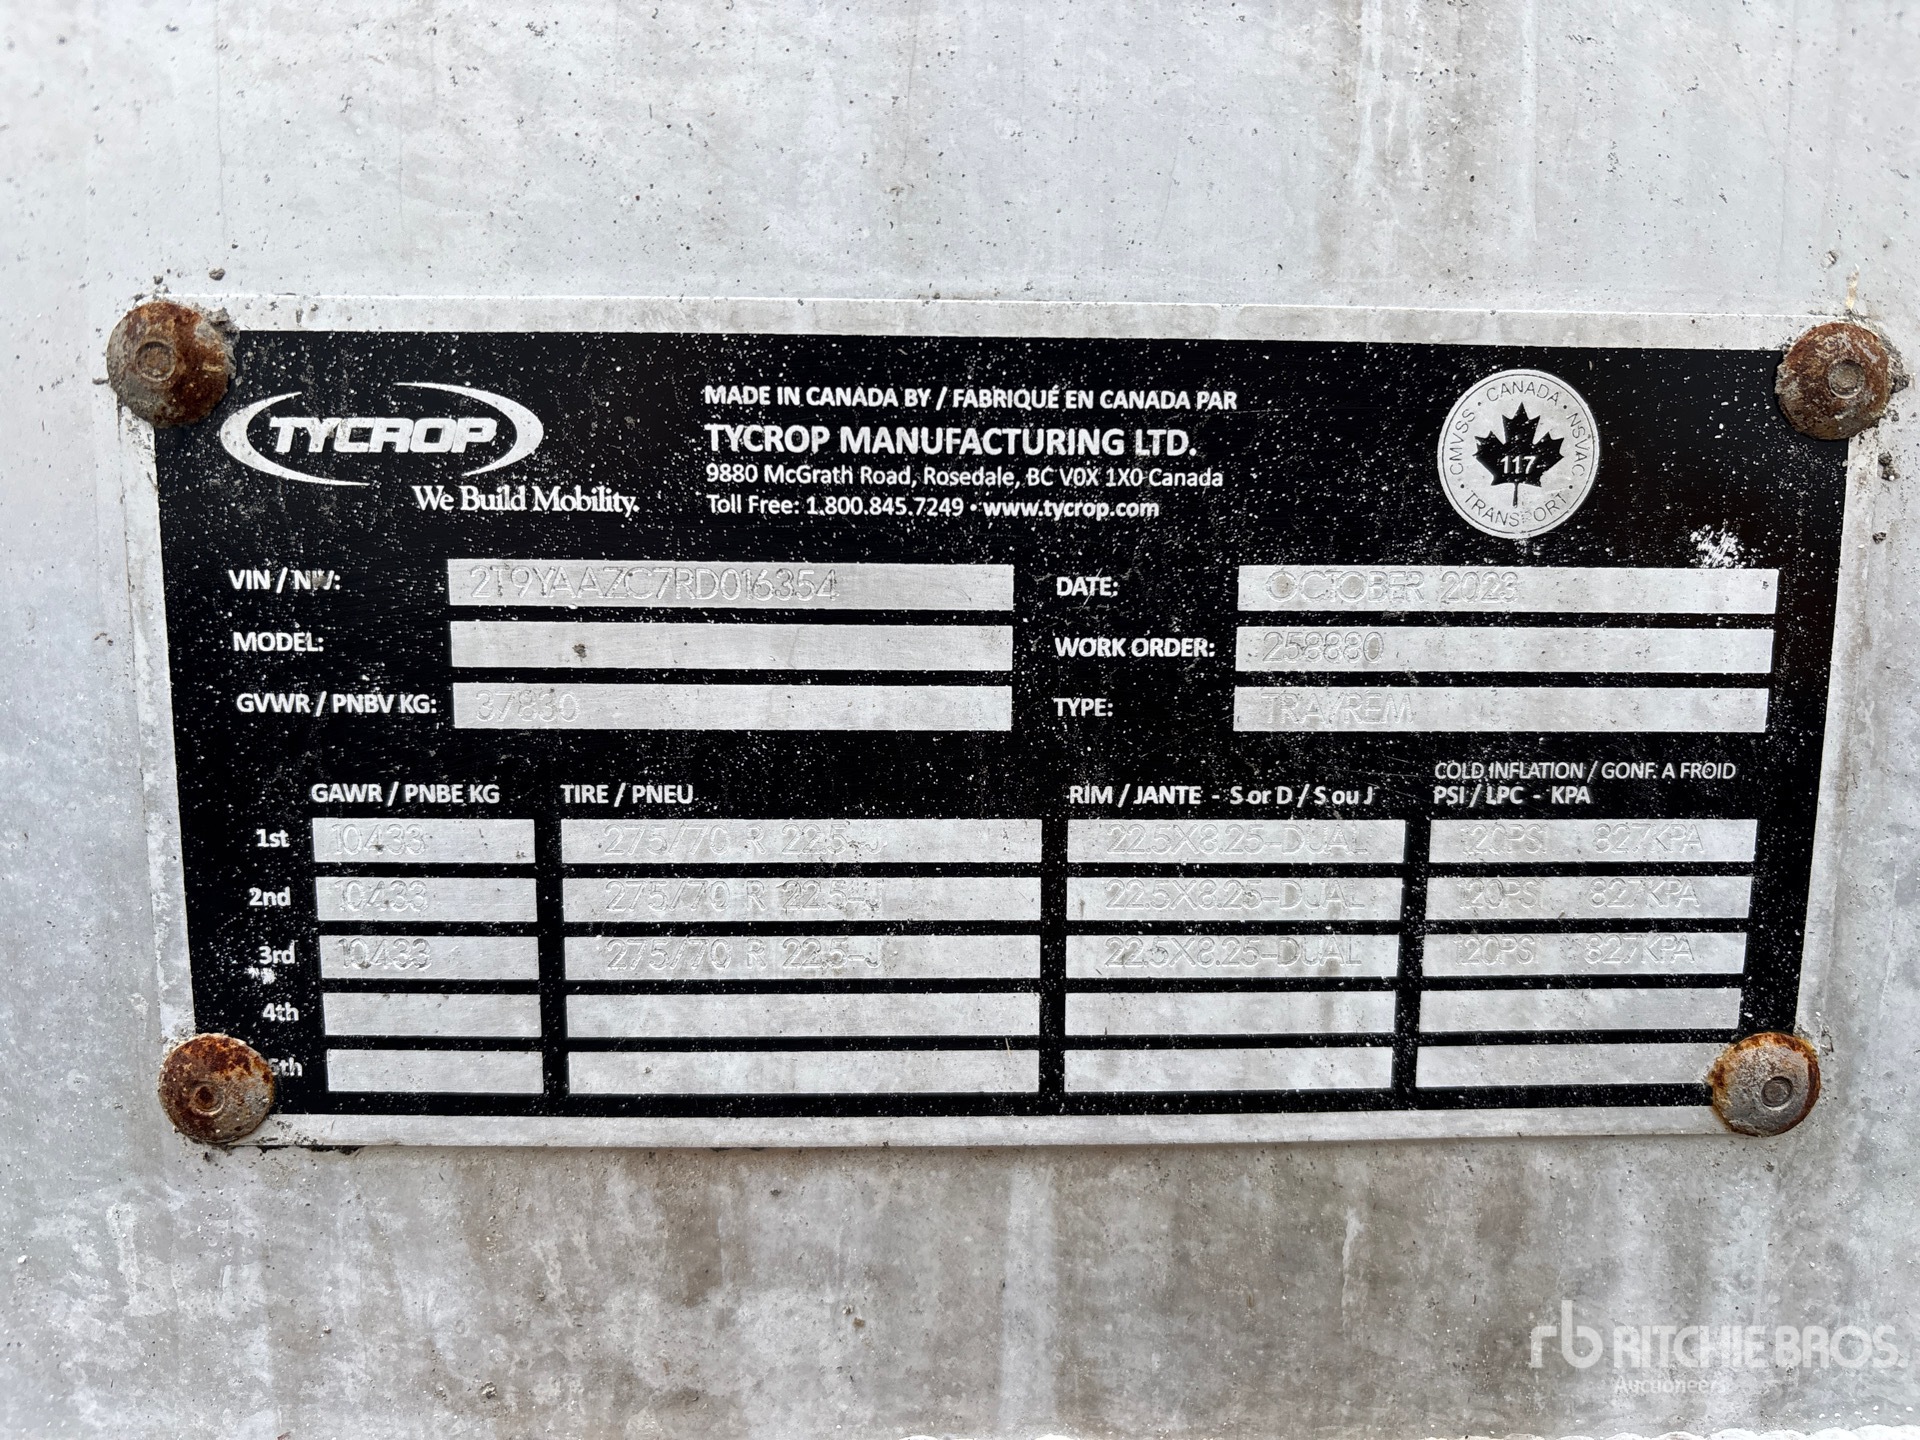 TYCROP
We Build Mobility.
MADE IN CANADA BY / FABRIQUÉ EN CANADA PAR
TYCROP MANUFACTURING LTD.
9880 McGrath Road, Rosedale, BC V0X 1X0 Canada
Toll Free: 1.800.845.7249 • www.tycrop.com
CMVSS · CANADA · NSVAC · TRANSPORT ·
117
VIN / NIV: 2T9YAAZC7RD016354 DATE: OCTOBER 2023
MODEL: WORK ORDER: 258880
GVWR / PNBV KG: 37830 TYPE: TRA/REM
COLD INFLATION / GONF. A FROID
GAWR / PNBE KG TIRE / PNEU RIM / JANTE - S or D / S ou J PSI / LPC - KPA
1st 10433 275/70 R 22.5-J 22.5X8.25-DUAL 120PSI 827KPA
2nd 10433 275/70 R 22.5-J 22.5X8.25-DUAL 120PSI 827KPA
3rd 10433 275/70 R 22.5-J 22.5X8.25-DUAL 120PSI 827KPA
4th
5th
rb RITCHIE BROS.
Auctioneers